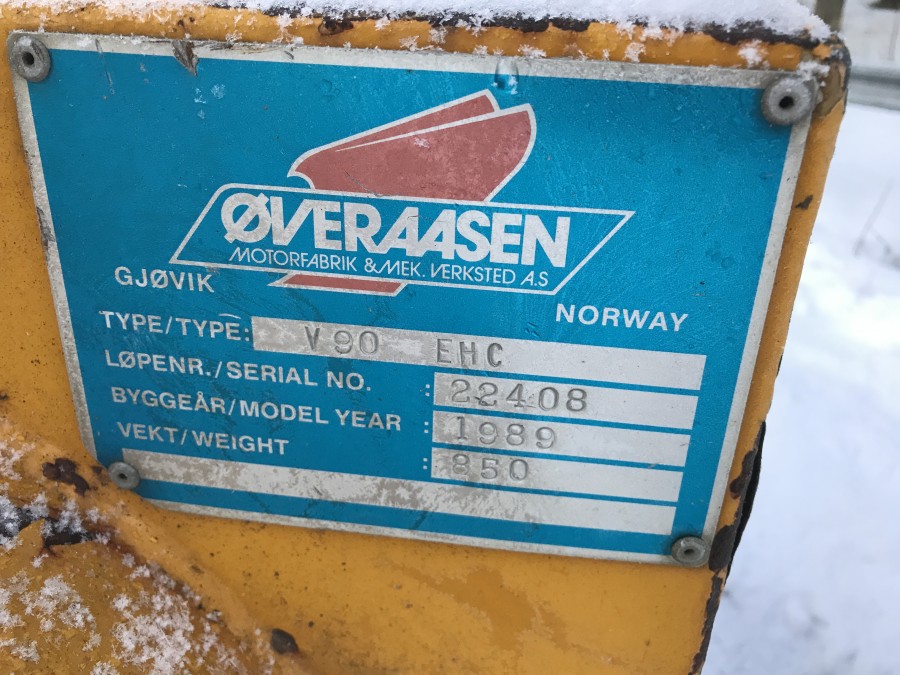 ØVERAASEN
MOTORFABRIK & MEK. VERKSTED A.S
GJØVIK
NORWAY
TYPE/TYPE: V90 EHC
LØPENR./SERIAL NO. : 22408
BYGGEÅR/MODEL YEAR : 1989
VEKT/WEIGHT : 850